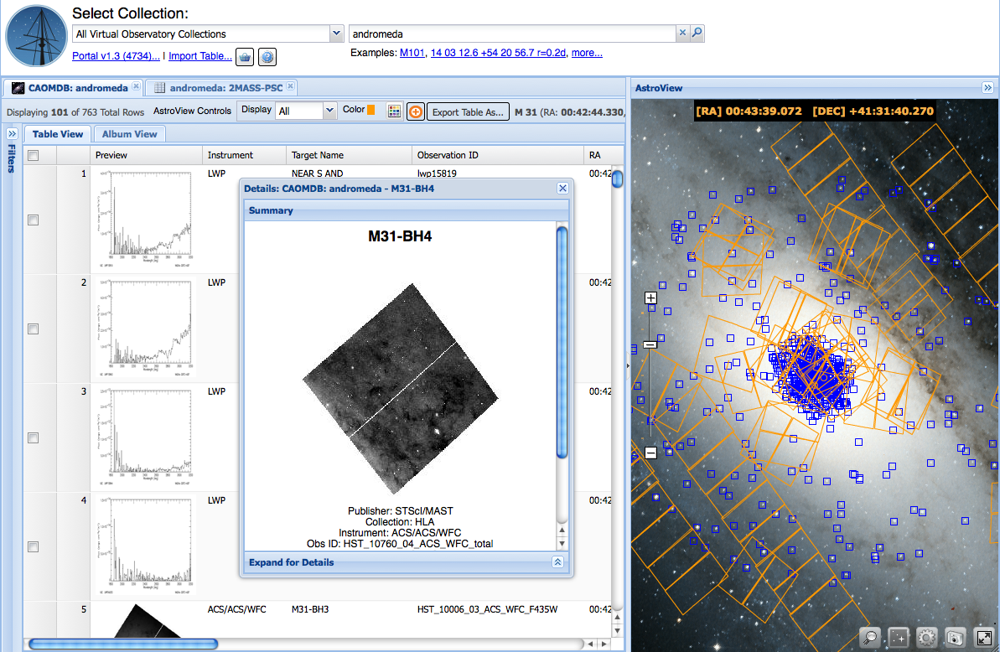 Select Collection:
All Virtual Observatory Collections
andromeda
Portal v1.3 (4734)... | Import Table...
Examples: M101, 14 03 12.6 +54 20 56.7 r=0.2d, more...
CAOMDB: andromeda
andromeda: 2MASS-PSC
AstroView
Displaying 101 of 763 Total Rows
AstroView Controls
Display
All
Color
Export Table As...
M 31 (RA: 00:42:44.330,
[RA] 00:43:39.072 [DEC] +41:31:40.270
Filters
Table View
Album View
Preview Instrument Target Name Observation ID RA
1 LWP NEAR S AND lwp15819 00:42
2 LWP 00:42
3 LWP 00:42
4 LWP 00:42
5 ACS/ACS/WFC M31-BH3 HST_10006_03_ACS_WFC_F435W 00:42
Details: CAOMDB: andromeda - M31-BH4
Summary
M31-BH4
Publisher: STScI/MAST
Collection: HLA
Instrument: ACS/ACS/WFC
Obs ID: HST_10760_04_ACS_WFC_total
Expand for Details